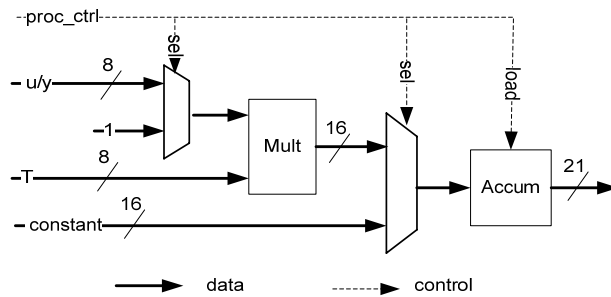 proc_ctrl
sel
u/y
8
1
T
8
Mult
16
sel
load
Accum
21
constant
16
data
control